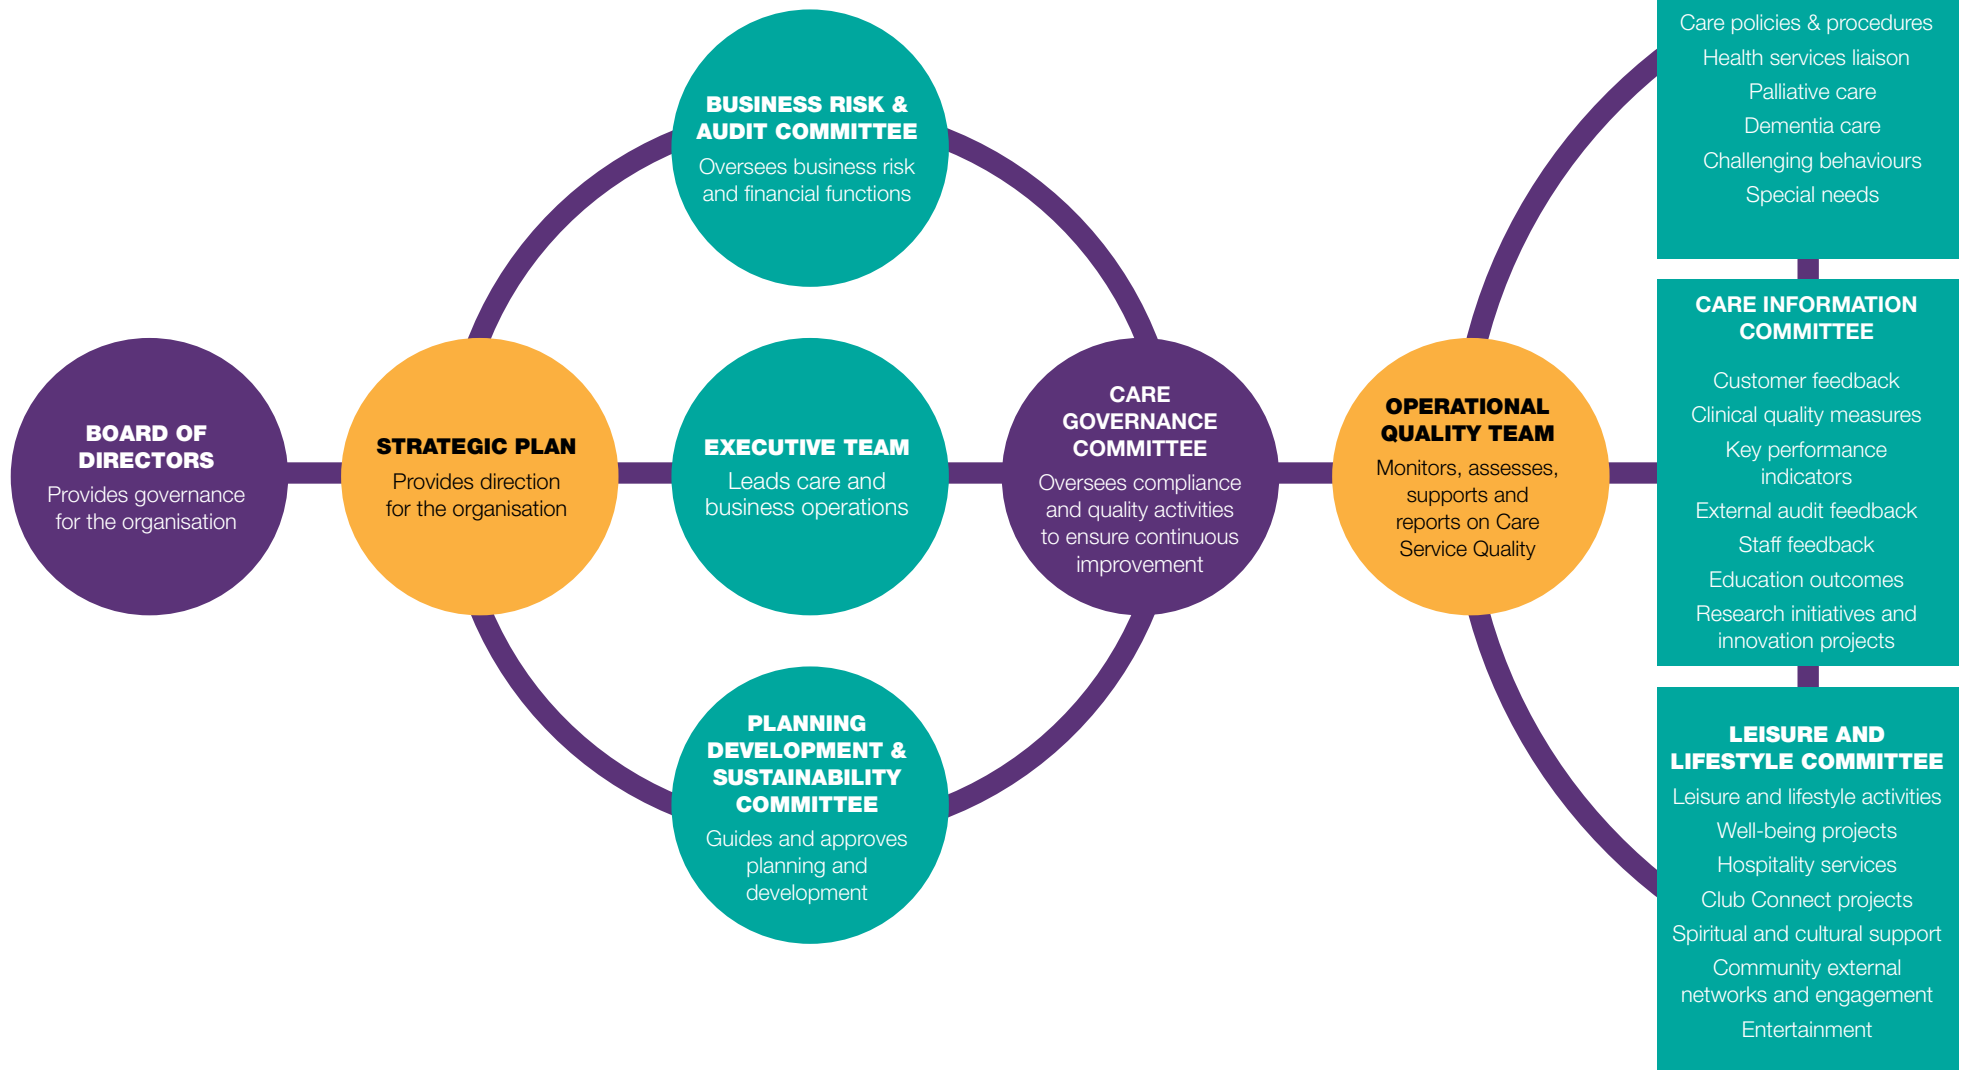 BOARD OF
DIRECTORS
Provides governance
for the organisation
STRATEGIC PLAN
Provides direction
for the organisation
BUSINESS RISK &
AUDIT COMMITTEE
Oversees business risk
and financial functions
EXECUTIVE TEAM
Leads care and
business operations
PLANNING
DEVELOPMENT &
SUSTAINABILITY
COMMITTEE
Guides and approves
planning and
development
CARE
GOVERNANCE
COMMITTEE
Oversees compliance
and quality activities
to ensure continuous
improvement
OPERATIONAL
QUALITY TEAM
Monitors, assesses,
supports and
reports on Care
Service Quality
Care policies & procedures
Health services liaison
Palliative care
Dementia care
Challenging behaviours
Special needs
CARE INFORMATION
COMMITTEE
Customer feedback
Clinical quality measures
Key performance
indicators
External audit feedback
Staff feedback
Education outcomes
Research initiatives and
innovation projects
LEISURE AND
LIFESTYLE COMMITTEE
Leisure and lifestyle activities
Well-being projects
Hospitality services
Club Connect projects
Spiritual and cultural support
Community external
networks and engagement
Entertainment